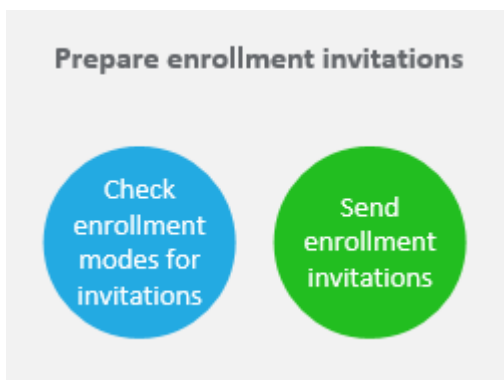 Prepare enrollment invitations
Check
enrollment
modes for
invitations
Send
enrollment
invitations